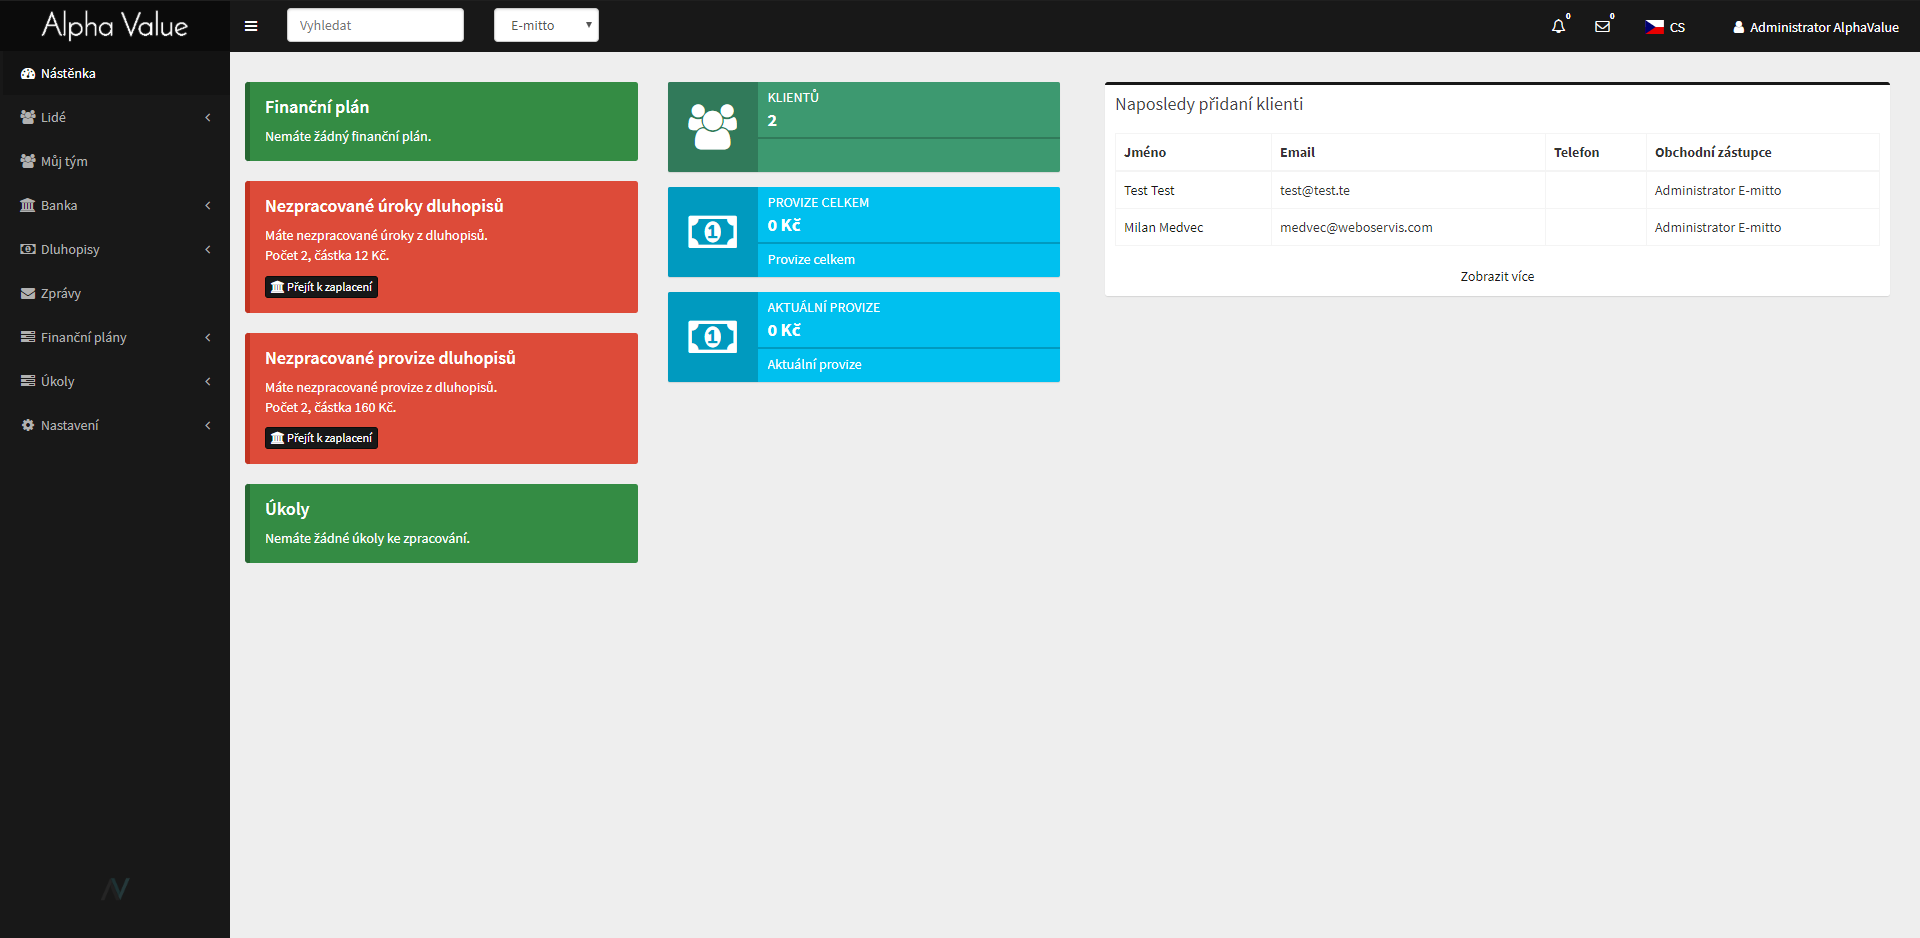 Alpha Value
Vyhledat
E-mitto
0
0
CS
Administrator AlphaValue
Nástěnka
Lidé
Můj tým
Banka
Dluhopisy
Zprávy
Finanční plány
Úkoly
Nastavení
Finanční plán
Nemáte žádný finanční plán.
Nezpracované úroky dluhopisů
Máte nezpracované úroky z dluhopisů.
Počet 2, částka 12 Kč.
Přejít k zaplacení
Nezpracované provize dluhopisů
Máte nezpracované provize z dluhopisů.
Počet 2, částka 160 Kč.
Přejít k zaplacení
Úkoly
Nemáte žádné úkoly ke zpracování.
KLIENTŮ
2
1
PROVIZE CELKEM
0 Kč
Provize celkem
1
AKTUÁLNÍ PROVIZE
0 Kč
Aktuální provize
Naposledy přidaní klienti
Jméno Email Telefon Obchodní zástupce
Test Test test@test.te Administrator E-mitto
Milan Medvec medvec@weboservis.com Administrator E-mitto
Zobrazit více